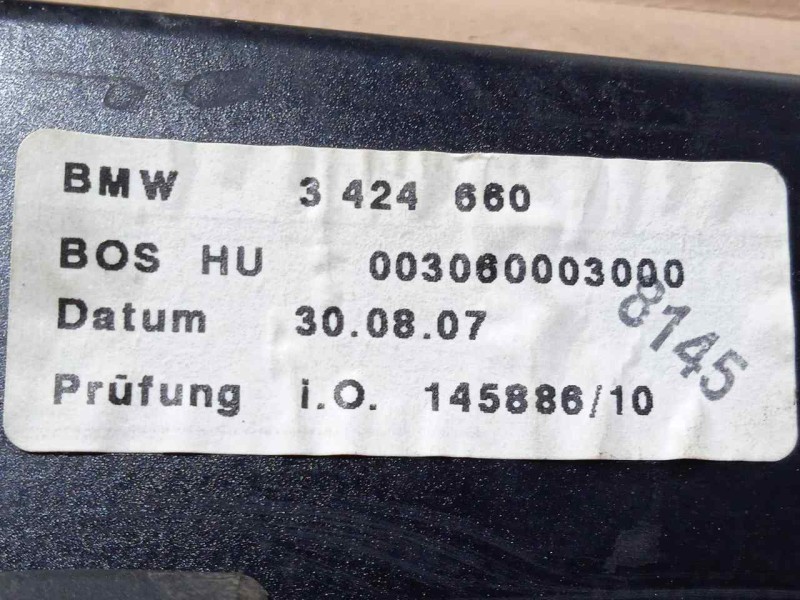 BMW 3 424 660
BOS HU 003060003000
Datum 30.08.07
Prüfung i.O. 145886/10
8145